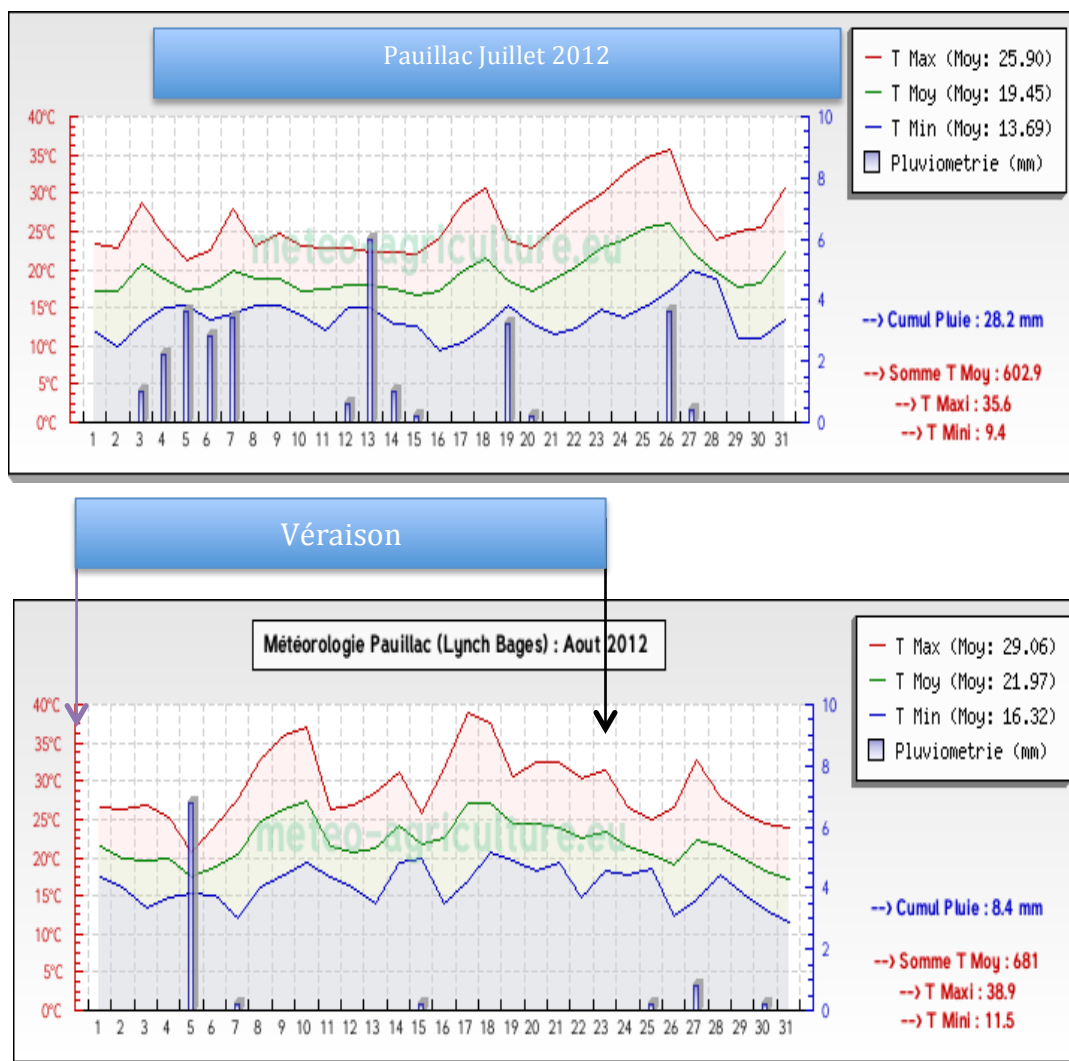 Pauillac Juillet 2012
T Max (Moy: 25.90)
T Moy (Moy: 19.45)
T Min (Moy: 13.69)
Pluviometrie (mm)
40°C
35°C
30°C
25°C
20°C
15°C
10°C
5°C
0°C
10
8
6
4
2
0
meteo-agriculture.eu
1 2 3 4 5 6 7 8 9 10 11 12 13 14 15 16 17 18 19 20 21 22 23 24 25 26 27 28 29 30 31
--> Cumul Pluie : 28.2 mm
--> Somme T Moy : 602.9
--> T Maxi : 35.6
--> T Mini : 9.4
Véraison
Météorologie Pauillac (Lynch Bages) : Aout 2012
T Max (Moy: 29.06)
T Moy (Moy: 21.97)
T Min (Moy: 16.32)
Pluviometrie (mm)
40°C
35°C
30°C
25°C
20°C
15°C
10°C
5°C
0°C
10
8
6
4
2
0
meteo-agriculture.eu
1 2 3 4 5 6 7 8 9 10 11 12 13 14 15 16 17 18 19 20 21 22 23 24 25 26 27 28 29 30 31
--> Cumul Pluie : 8.4 mm
--> Somme T Moy : 681
--> T Maxi : 38.9
--> T Mini : 11.5